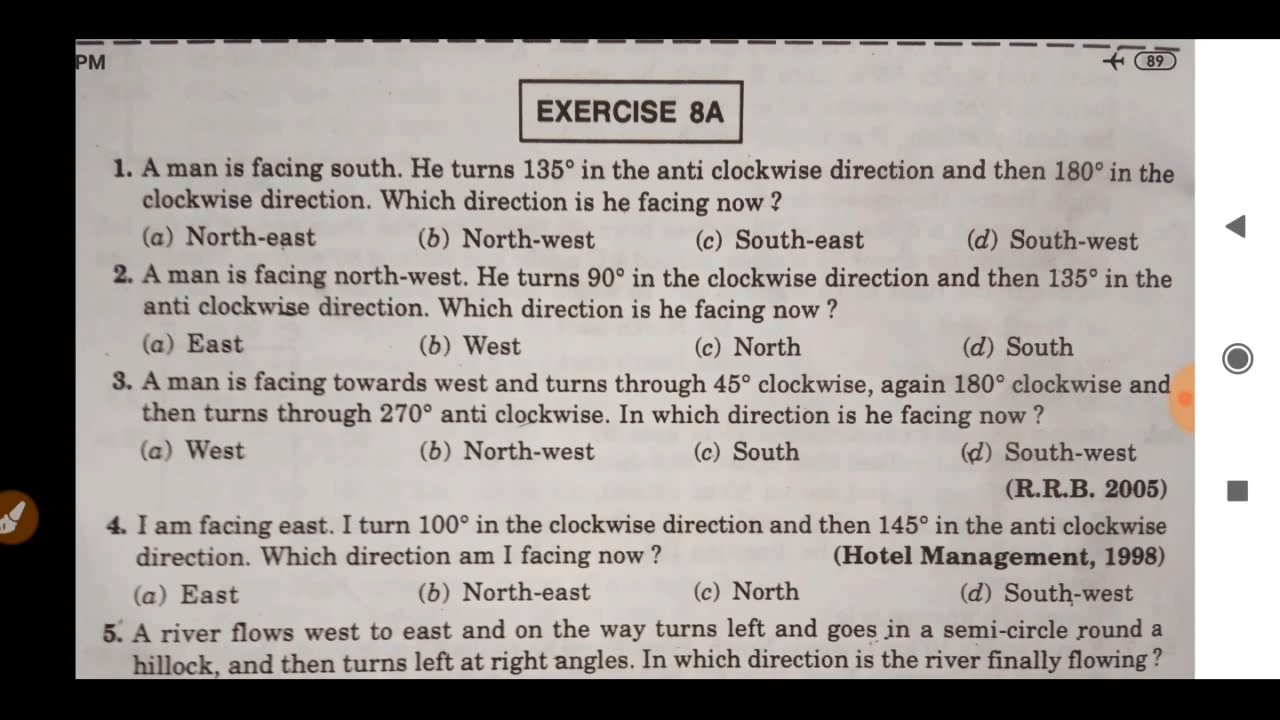 PM
89
EXERCISE 8A
1. A man is facing south. He turns 135° in the anti clockwise direction and then 180° in the
clockwise direction. Which direction is he facing now ?
(a) North-east (b) North-west (c) South-east (d) South-west
2. A man is facing north-west. He turns 90° in the clockwise direction and then 135° in the
anti clockwise direction. Which direction is he facing now ?
(a) East (b) West (c) North (d) South
3. A man is facing towards west and turns through 45° clockwise, again 180° clockwise and
then turns through 270° anti clockwise. In which direction is he facing now ?
(a) West (b) North-west (c) South (d) South-west
(R.R.B. 2005)
4. I am facing east. I turn 100° in the clockwise direction and then 145° in the anti clockwise
direction. Which direction am I facing now ? (Hotel Management, 1998)
(a) East (b) North-east (c) North (d) South-west
5. A river flows west to east and on the way turns left and goes in a semi-circle round a
hillock, and then turns left at right angles. In which direction is the river finally flowing ?